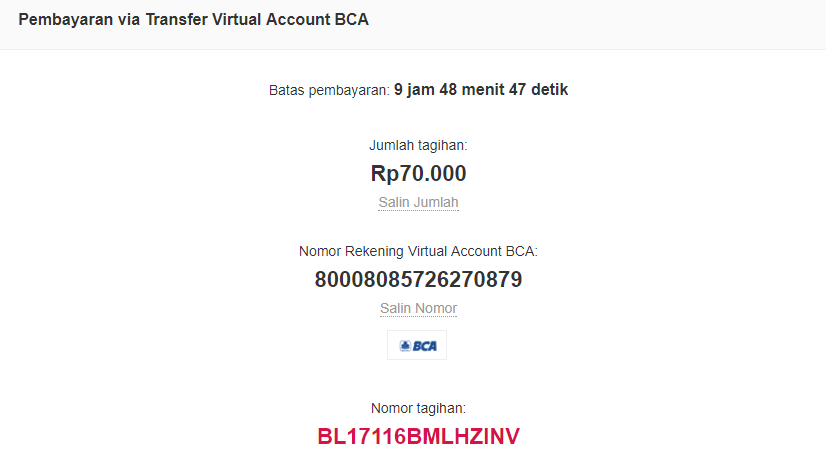 Pembayaran via Transfer Virtual Account BCA
Batas pembayaran: 9 jam 48 menit 47 detik
Jumlah tagihan:
Rp70.000
Salin Jumlah
Nomor Rekening Virtual Account BCA:
80008085726270879
Salin Nomor
BCA
Nomor tagihan:
BL17116BMLHZINV